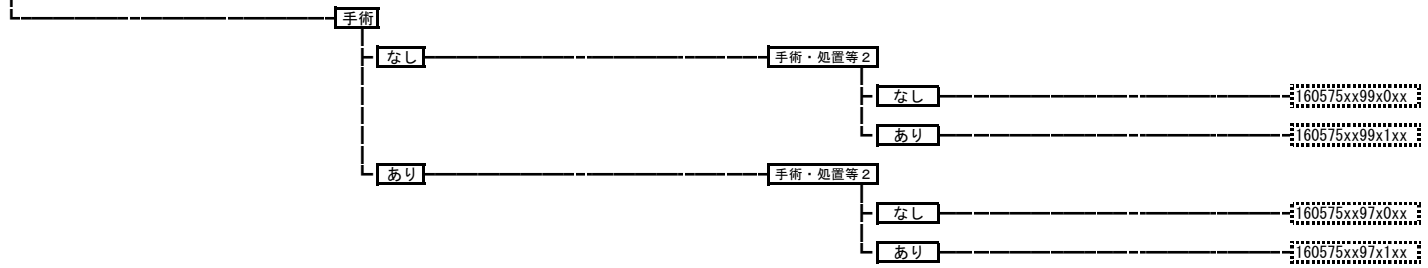 手術
なし 手術・処置等２
なし 160575xx99x0xx
あり 160575xx99x1xx
あり 手術・処置等２
なし 160575xx97x0xx
あり 160575xx97x1xx